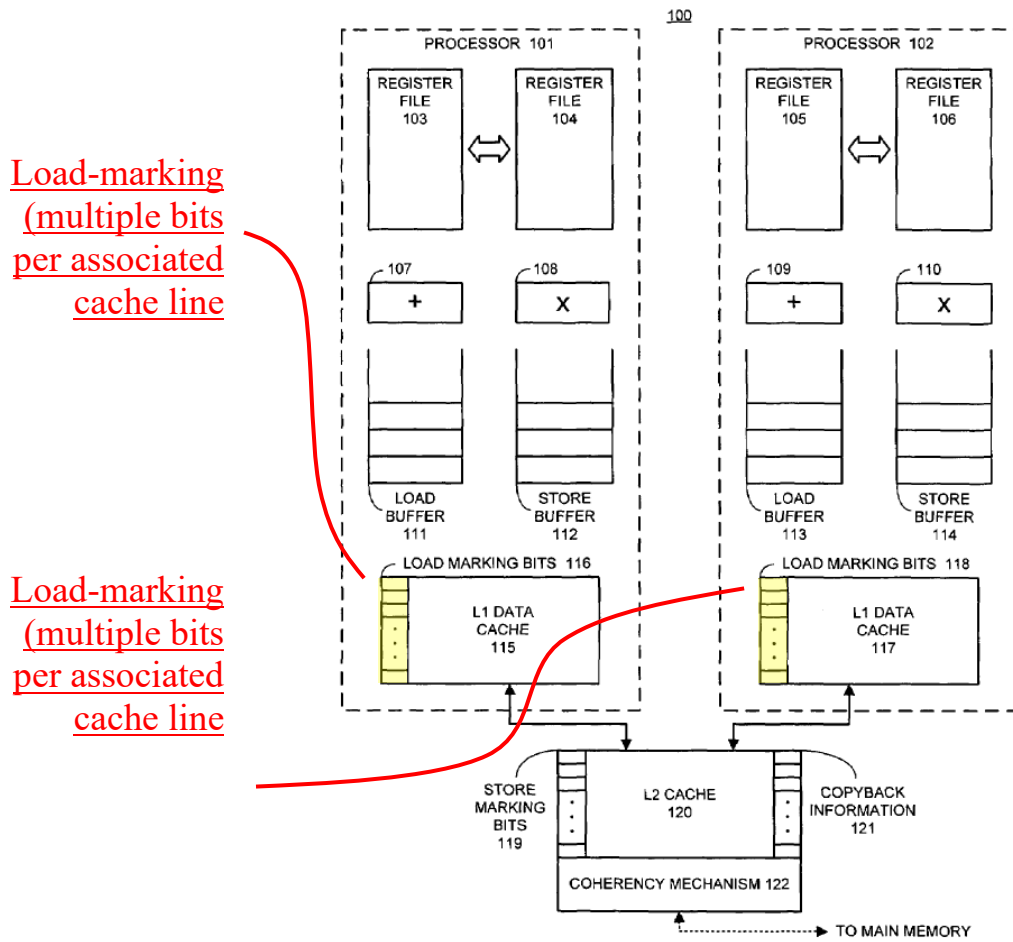 100
PROCESSOR 101
PROCESSOR 102
REGISTER
FILE
103
REGISTER
FILE
104
REGISTER
FILE
105
REGISTER
FILE
106
Load-marking
(multiple bits
per associated
cache line
107
108
109
110
+
X
+
X
LOAD
BUFFER
111
STORE
BUFFER
112
LOAD
BUFFER
113
STORE
BUFFER
114
LOAD MARKING BITS 116
LOAD MARKING BITS 118
Load-marking
(multiple bits
per associated
cache line
L1 DATA
CACHE
115
L1 DATA
CACHE
117
STORE
MARKING
BITS
119
L2 CACHE
120
COPYBACK
INFORMATION
121
COHERENCY MECHANISM 122
TO MAIN MEMORY